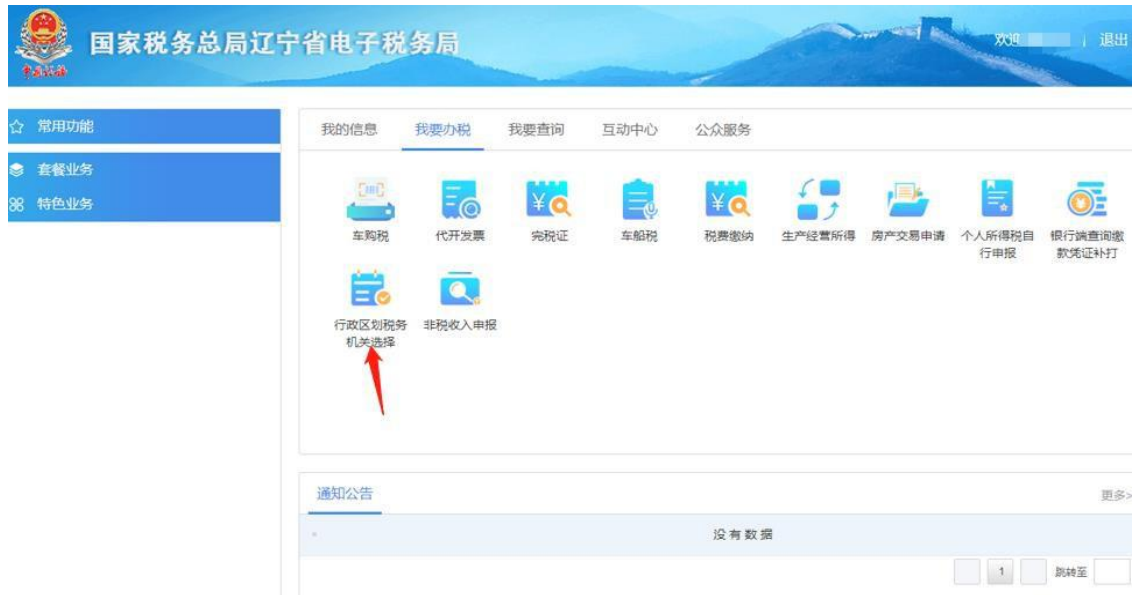 国家税务总局辽宁省电子税务局
欢迎
退出
常用功能
套餐业务
特色业务
我的信息 我要办税 我要查询 互动中心 公众服务
车购税 代开发票 完税证 车船税 税费缴纳 生产经营所得 房产交易申请 个人所得税自 银行端查询缴
行申报 款凭证补打
行政区划税务 非税收入申报
机关选择
通知公告 更多>
没有数据
1 跳转至